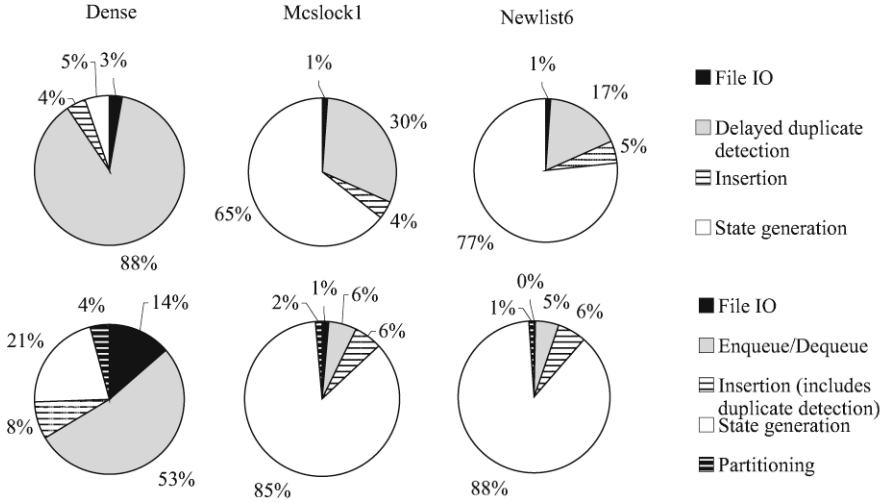 Dense
Mcslock1
Newlist6
5%
3%
4%
88%
1%
30%
4%
65%
1%
17%
5%
77%
File IO
Delayed duplicate
detection
Insertion
State generation
4%
14%
21%
8%
53%
2%
1%
6%
6%
85%
0%
1%
5%
6%
88%
File IO
Enqueue/Dequeue
Insertion (includes
duplicate detection)
State generation
Partitioning